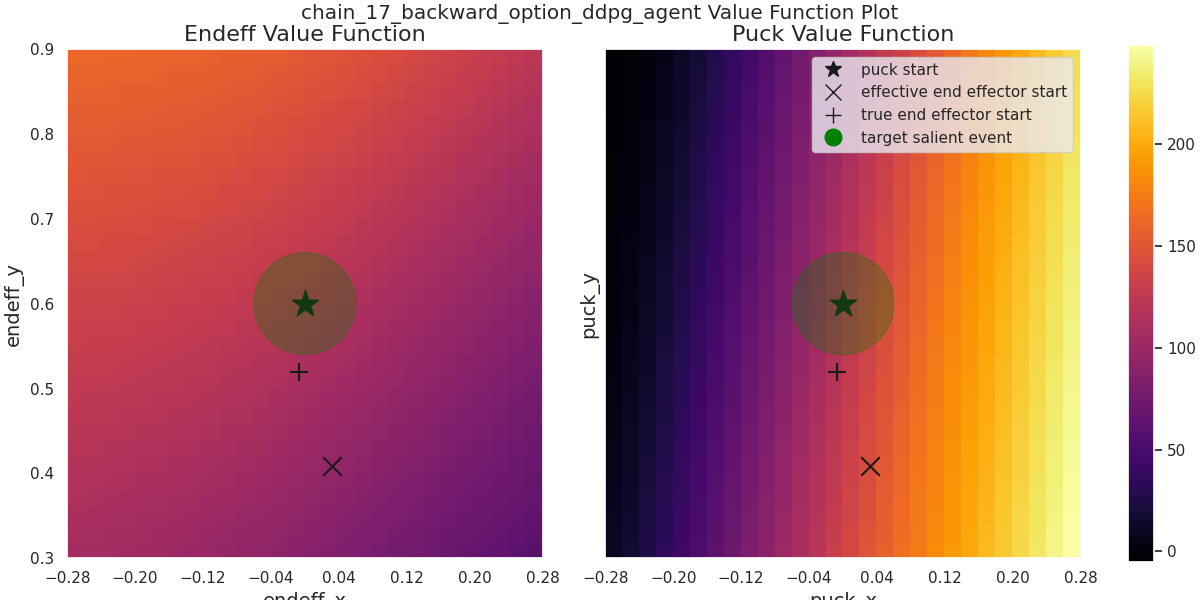 chain_17_backward_option_ddpg_agent Value Function Plot
Endeff Value Function
Puck Value Function
0.9
0.8
0.7
0.6
0.5
0.4
0.3
endeff_y
−0.28 −0.20 −0.12 −0.04 0.04 0.12 0.20 0.28
endeff_x
puck start
effective end effector start
true end effector start
target salient event
puck_y
−0.28 −0.20 −0.12 −0.04 0.04 0.12 0.20 0.28
puck_x
200
150
100
50
0